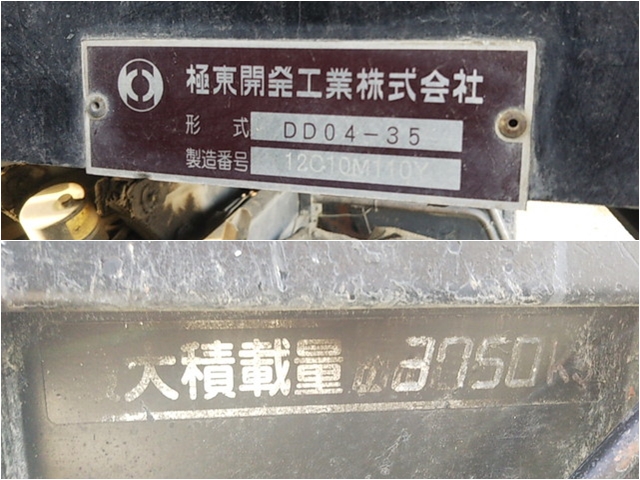 極東開発工業株式会社
形式 DD04-35
製造番号 12C10M110Y
大積載量 3050K